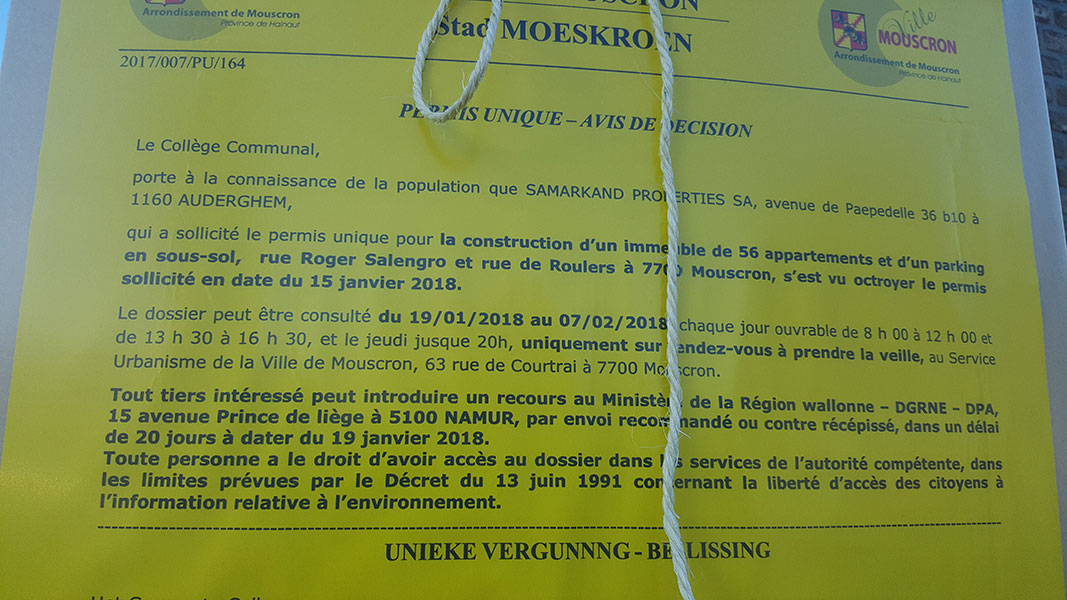 Arrondissement de Mouscron
Province de Hainaut
MOUSCRON
Stad MOESKROEN
Ville
MOUSCRON
Arrondissement de Mouscron
Province de Hainaut
2017/007/PU/164
PERMIS UNIQUE – AVIS DE DECISION
Le Collège Communal,
porte à la connaissance de la population que SAMARKAND PROPERTIES SA, avenue de Paepedelle 36 b10 à
1160 AUDERGHEM,
qui a sollicité le permis unique pour la construction d’un immeuble de 56 appartements et d’un parking
en sous-sol, rue Roger Salengro et rue de Roulers à 7700 Mouscron, s’est vu octroyer le permis
sollicité en date du 15 janvier 2018.
Le dossier peut être consulté du 19/01/2018 au 07/02/2018, chaque jour ouvrable de 8 h 00 à 12 h 00 et
de 13 h 30 à 16 h 30, et le jeudi jusque 20h, uniquement sur rendez-vous à prendre la veille, au Service
Urbanisme de la Ville de Mouscron, 63 rue de Courtrai à 7700 Mouscron.
Tout tiers intéressé peut introduire un recours au Ministère de la Région wallonne – DGRNE – DPA,
15 avenue Prince de liège à 5100 NAMUR, par envoi recommandé ou contre récépissé, dans un délai
de 20 jours à dater du 19 janvier 2018.
Toute personne a le droit d’avoir accès au dossier dans les services de l’autorité compétente, dans
les limites prévues par le Décret du 13 juin 1991 concernant la liberté d’accès des citoyens à
l’information relative à l’environnement.
UNIEKE VERGUNNNG - BESLISSING